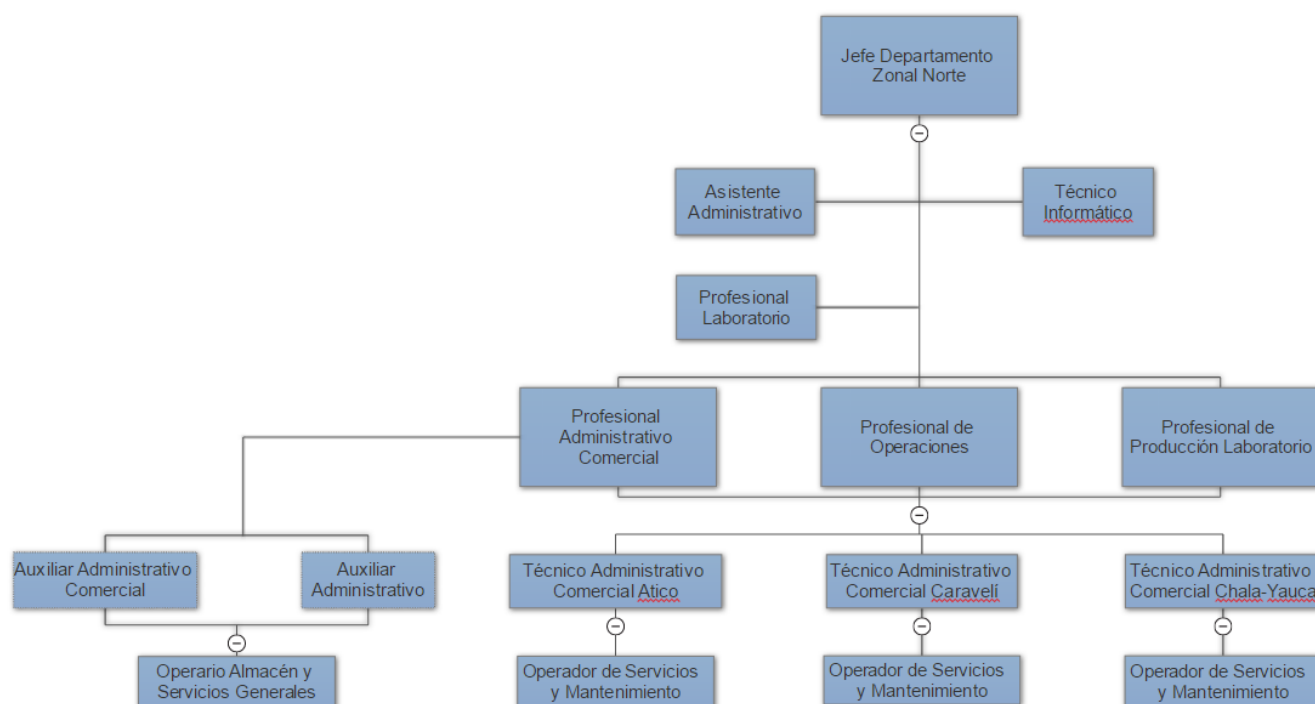 Jefe Departamento
Zonal Norte
Asistente
Administrativo
Técnico
Informático
Profesional
Laboratorio
Profesional
Administrativo
Comercial
Profesional de
Operaciones
Profesional de
Producción Laboratorio
Auxiliar Administrativo
Comercial
Auxiliar
Administrativo
Técnico Administrativo
Comercial Atico
Técnico Administrativo
Comercial Caravelí
Técnico Administrativo
Comercial Chala-Yauca
Operario Almacén y
Servicios Generales
Operador de Servicios
y Mantenimiento
Operador de Servicios
y Mantenimiento
Operador de Servicios
y Mantenimiento